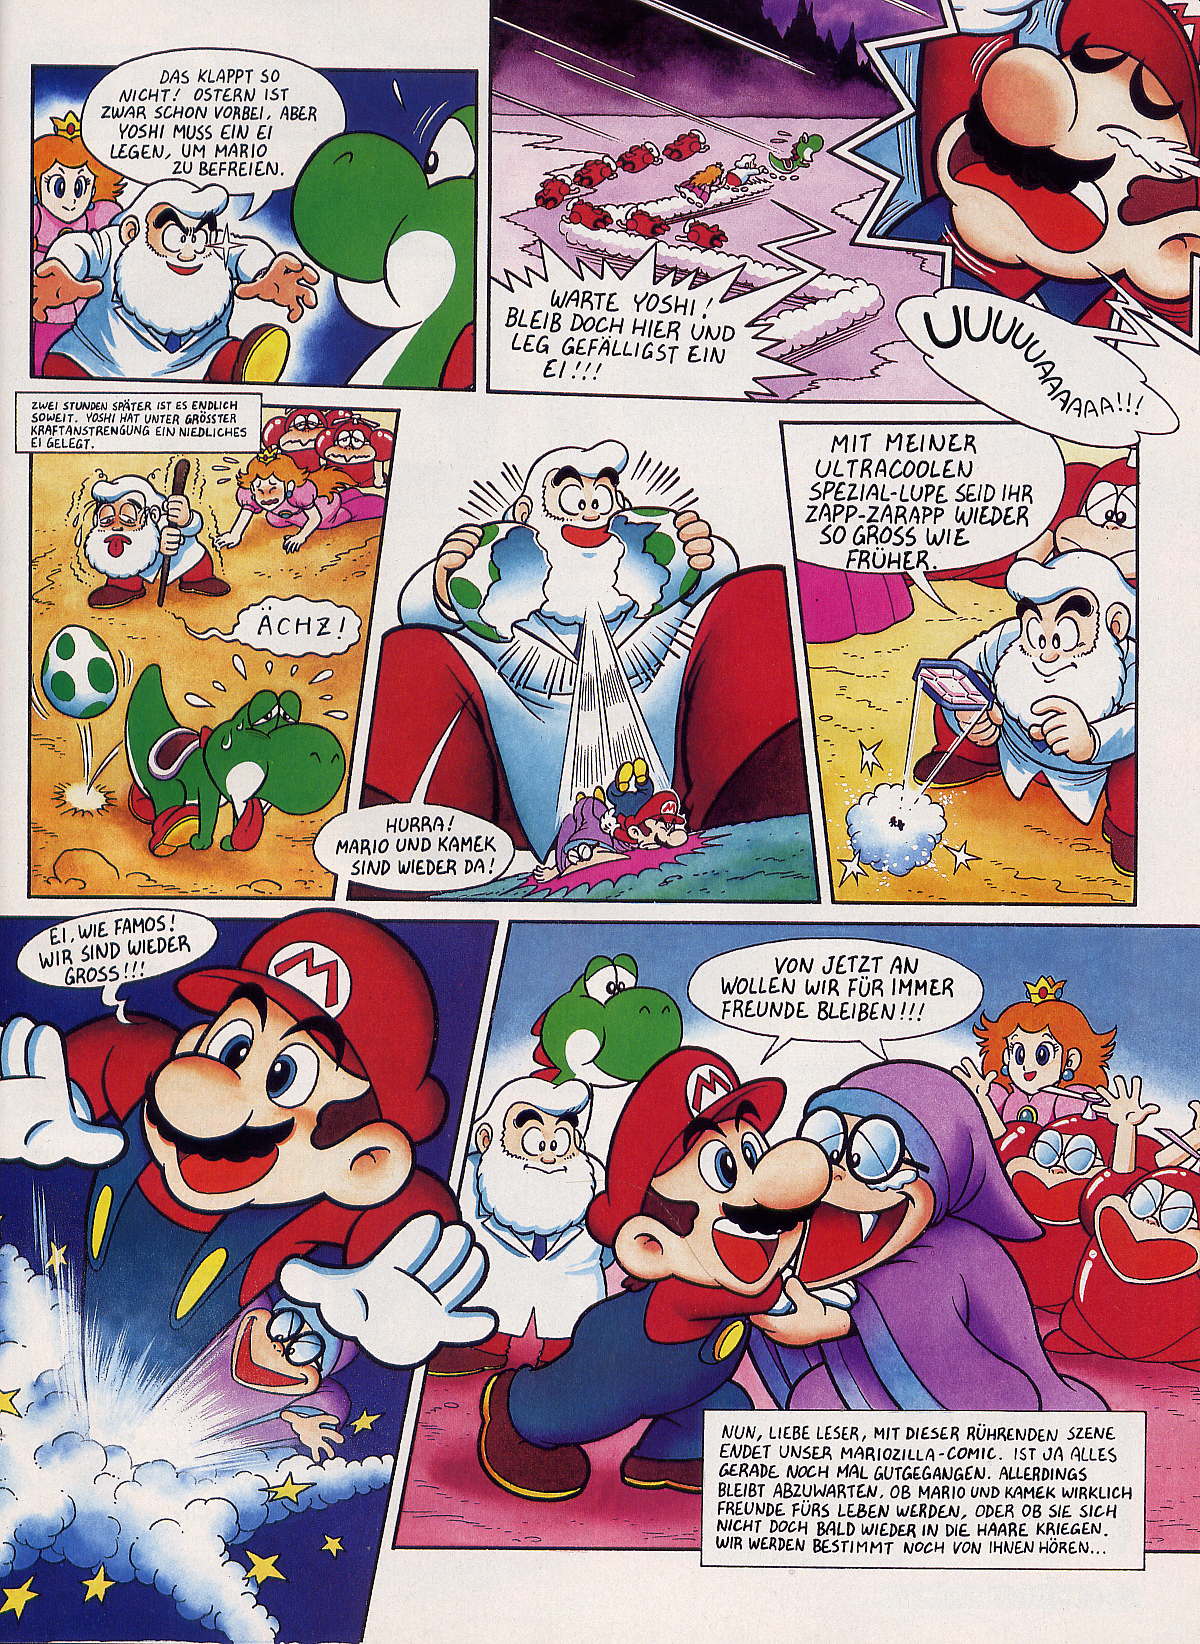 DAS KLAPPT SO
NICHT! OSTERN IST
ZWAR SCHON VORBEI, ABER
YOSHI MUSS EIN EI
LEGEN, UM MARIO
ZU BEFREIEN.
WARTE YOSHI!
BLEIB DOCH HIER UND
LEG GEFÄLLIGST EIN
EI!!!
UUUUUAAAAAA!!!
ZWEI STUNDEN SPÄTER IST ES ENDLICH
SOWEIT. YOSHI HAT UNTER GRÖSSTER
KRAFTANSTRENGUNG EIN NIEDLICHES
EI GELEGT.
ÄCHZ!
HURRA!
MARIO UND KAMEK
SIND WIEDER DA!
MIT MEINER
ULTRACOOLEN
SPEZIAL-LUPE SEID IHR
ZAPP-ZARAPP WIEDER
SO GROSS WIE
FRÜHER.
EI, WIE FAMOS!
WIR SIND WIEDER
GROSS!!!
M
VON JETZT AN
WOLLEN WIR FÜR IMMER
FREUNDE BLEIBEN!!!
M
NUN, LIEBE LESER, MIT DIESER RÜHRENDEN SZENE
ENDET UNSER MARIOZILLA-COMIC. IST JA ALLES
GERADE NOCH MAL GUTGEGANGEN. ALLERDINGS
BLEIBT ABZUWARTEN, OB MARIO UND KAMEK WIRKLICH
FREUNDE FÜRS LEBEN WERDEN, ODER OB SIE SICH
NICHT DOCH BALD WIEDER IN DIE HAARE KRIEGEN.
WIR WERDEN BESTIMMT NOCH VON IHNEN HÖREN...